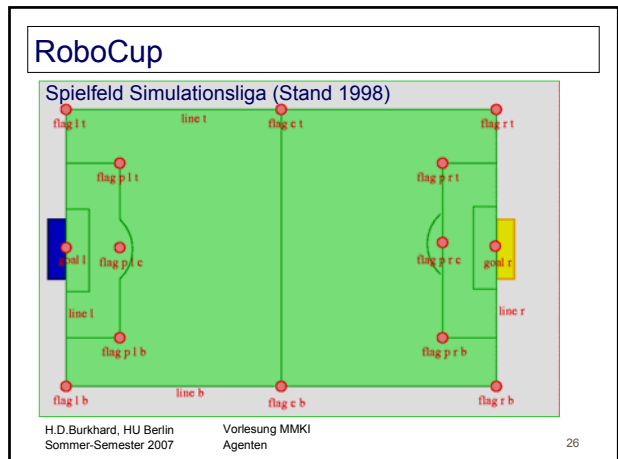 RoboCup
Spielfeld Simulationsliga (Stand 1998)
flag l t
line t
flag c t
flag r t
flag p l t
flag p r t
goal l
flag p l c
flag p r c
goal r
line l
line r
flag p l b
flag p r b
flag l b
line b
flag c b
flag r b
H.D.Burkhard, HU Berlin
Vorlesung MMKI
Sommer-Semester 2007
Agenten
26